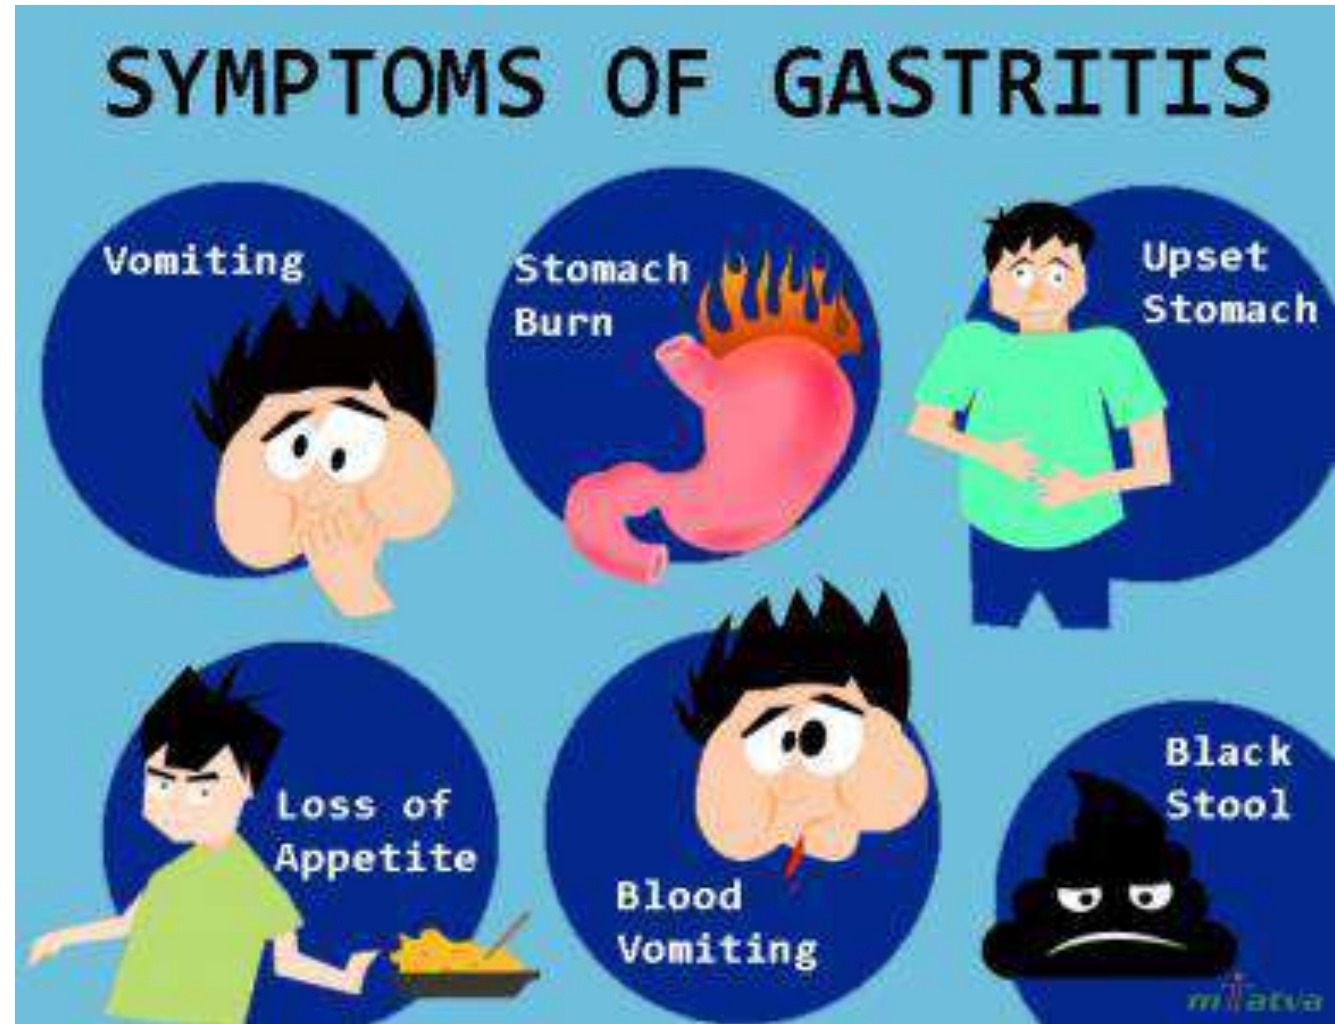 SYMPTOMS OF GASTRITIS
Vomiting
Stomach
Burn
Upset
Stomach
Loss of
Appetite
Blood
Vomiting
Black
Stool